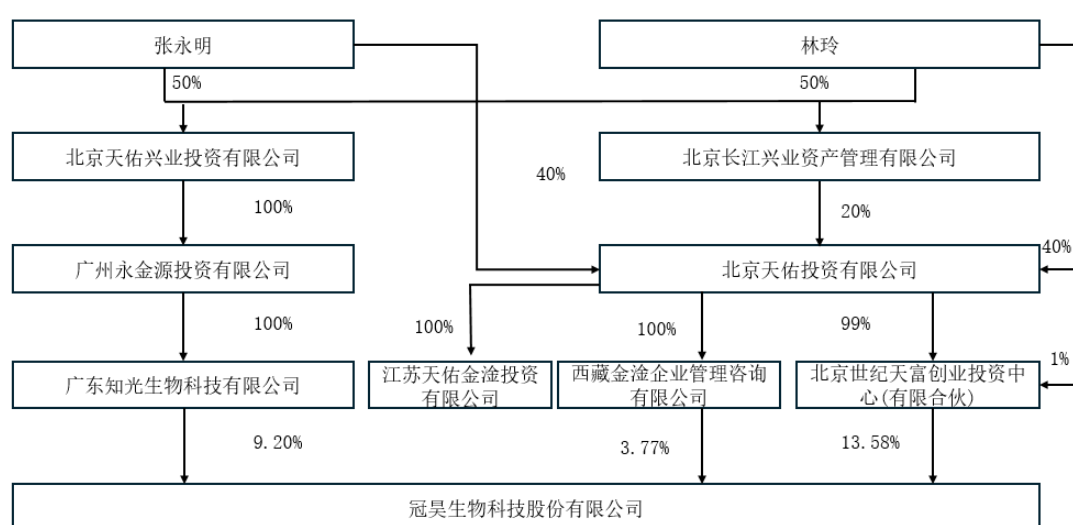 张永明
林玲
50%
50%
北京天佑兴业投资有限公司
北京长江兴业资产管理有限公司
40%
100%
20%
40%
广州永金源投资有限公司
北京天佑投资有限公司
100%
100%
100%
99%
1%
广东知光生物科技有限公司
江苏天佑金淦投资
有限公司
西藏金淦企业管理咨询
有限公司
北京世纪天富创业投资中
心(有限合伙)
9.20%
3.77%
13.58%
冠昊生物科技股份有限公司